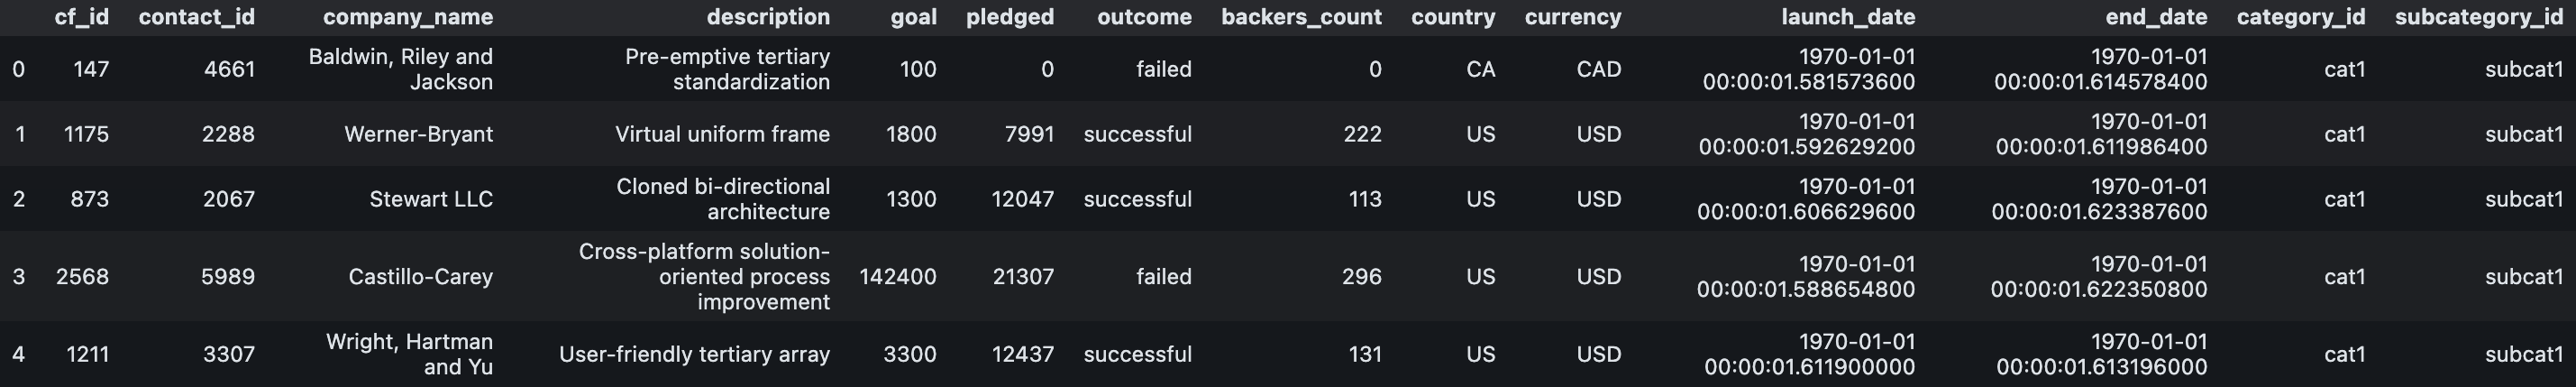 cf_id contact_id company_name description goal pledged outcome backers_count country currency launch_date end_date category_id subcategory_id
0 147 4661 Baldwin, Riley and Jackson Pre-emptive tertiary standardization 100 0 failed 0 CA CAD 1970-01-01 00:00:01.581573600 1970-01-01 00:00:01.614578400 cat1 subcat1
1 1175 2288 Werner-Bryant Virtual uniform frame 1800 7991 successful 222 US USD 1970-01-01 00:00:01.592629200 1970-01-01 00:00:01.611986400 cat1 subcat1
2 873 2067 Stewart LLC Cloned bi-directional architecture 1300 12047 successful 113 US USD 1970-01-01 00:00:01.606629600 1970-01-01 00:00:01.623387600 cat1 subcat1
3 2568 5989 Castillo-Carey Cross-platform solution-oriented process improvement 142400 21307 failed 296 US USD 1970-01-01 00:00:01.588654800 1970-01-01 00:00:01.622350800 cat1 subcat1
4 1211 3307 Wright, Hartman and Yu User-friendly tertiary array 3300 12437 successful 131 US USD 1970-01-01 00:00:01.611900000 1970-01-01 00:00:01.613196000 cat1 subcat1